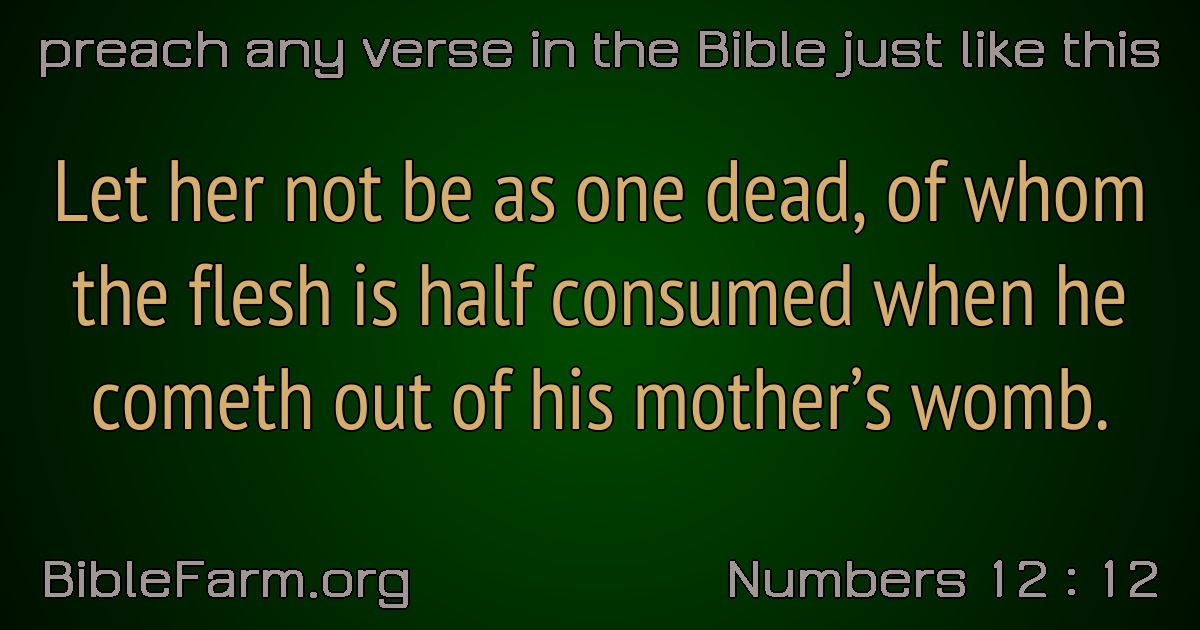 preach any verse in the Bible just like this
Let her not be as one dead, of whom
the flesh is half consumed when he
cometh out of his mother’s womb.
BibleFarm.org
Numbers 12 : 12